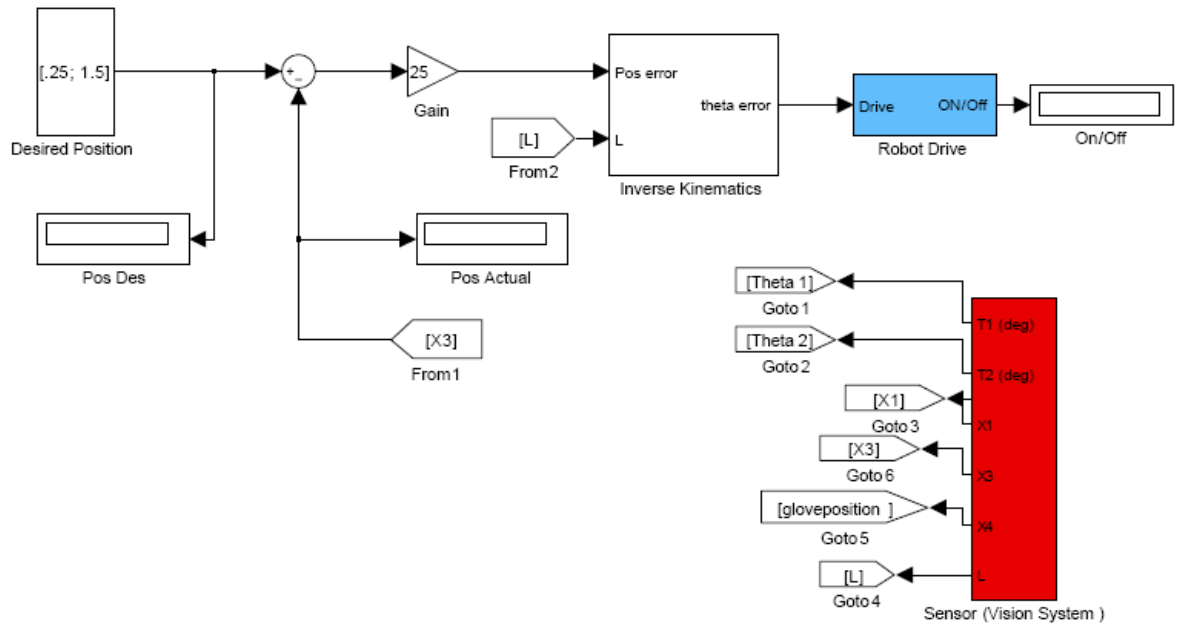 [.25; 1.5]
Desired Position
+
-
25
Gain
Pos error
L
theta error
Inverse Kinematics
[L]
From2
Drive
ON/Off
Robot Drive
On/Off
Pos Des
Pos Actual
[X3]
From1
[Theta 1]
Goto 1
[Theta 2]
Goto 2
[X1]
Goto 3
[X3]
Goto 6
[gloveposition ]
Goto 5
[L]
Goto 4
T1 (deg)
T2 (deg)
X1
X3
X4
L
Sensor (Vision System )